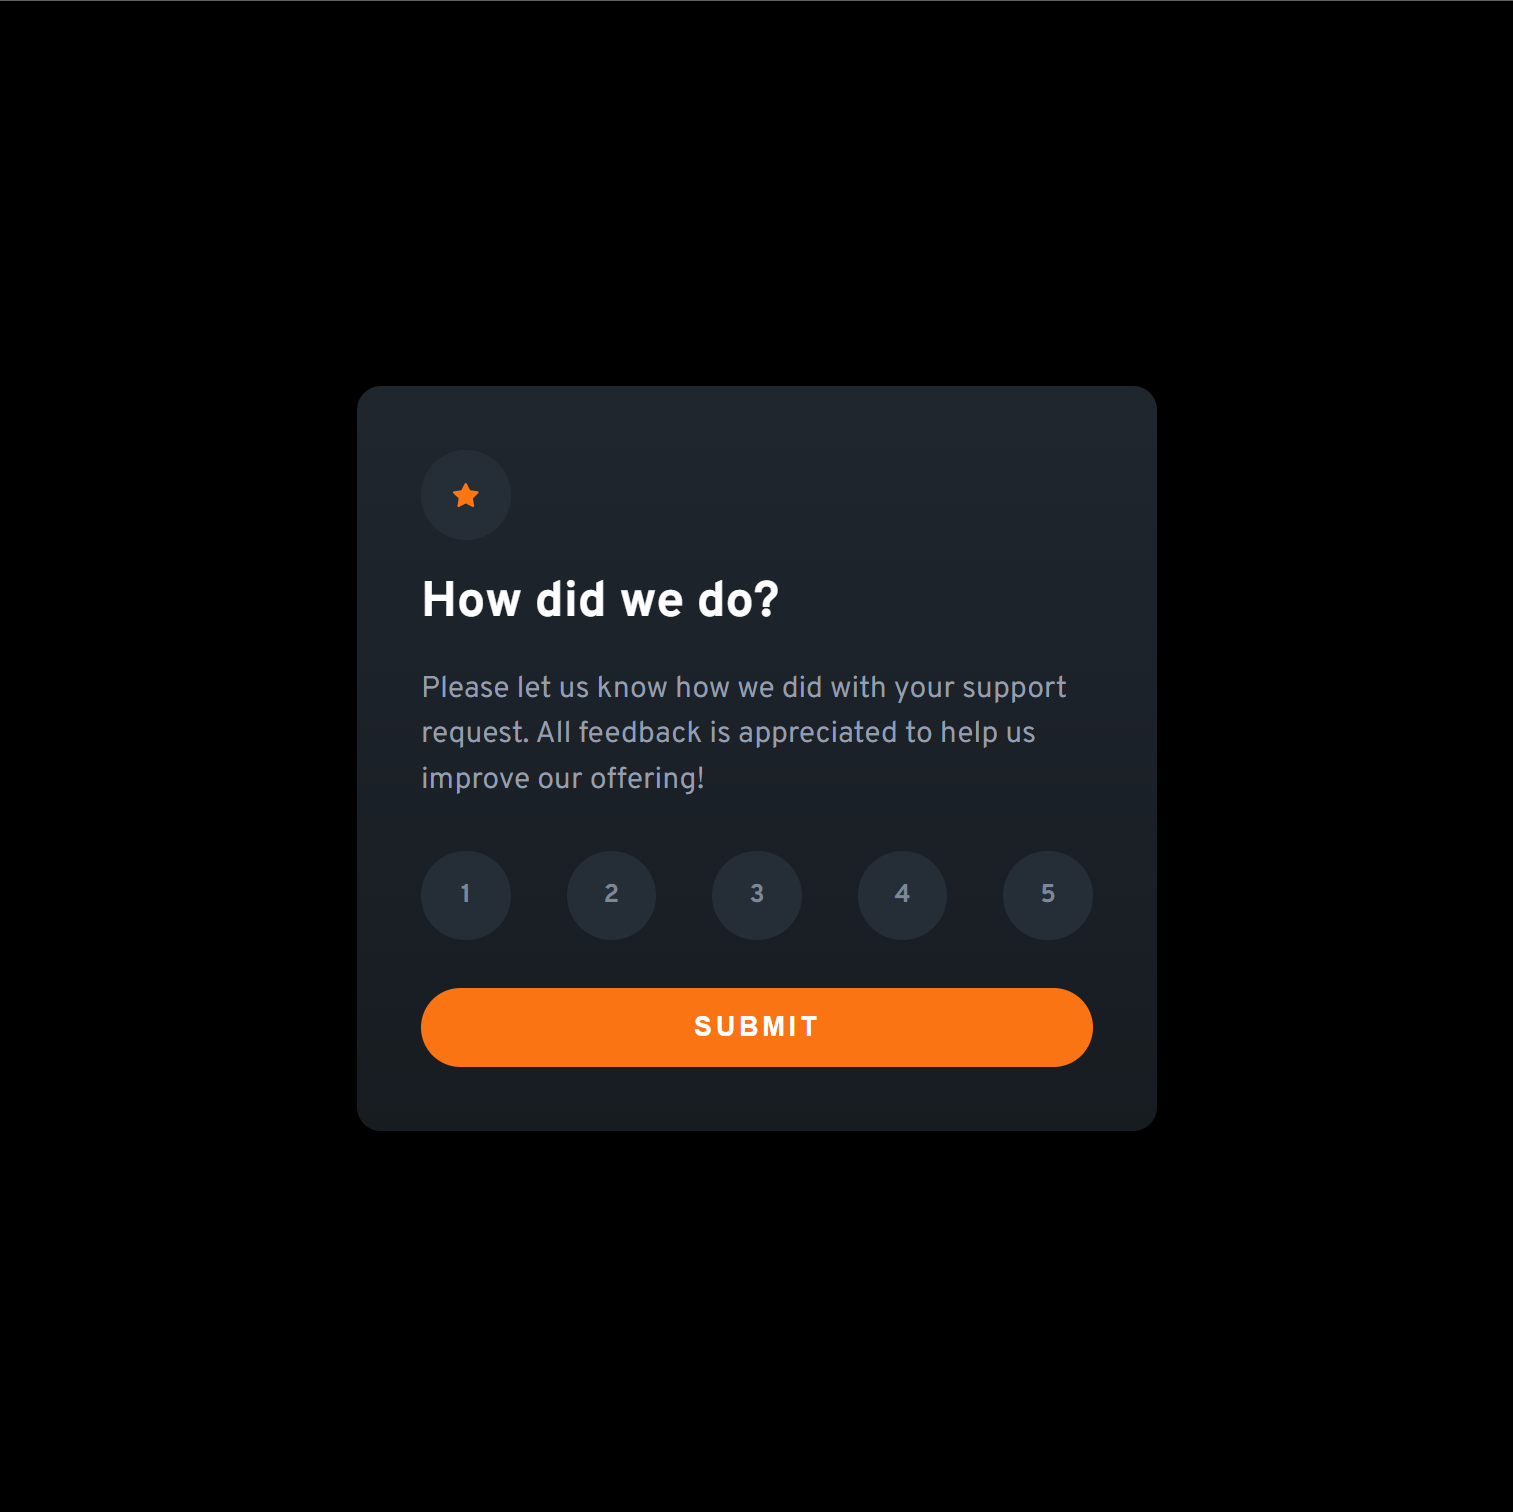 How did we do?
Please let us know how we did with your support
request. All feedback is appreciated to help us
improve our offering!
1 2 3 4 5
SUBMIT